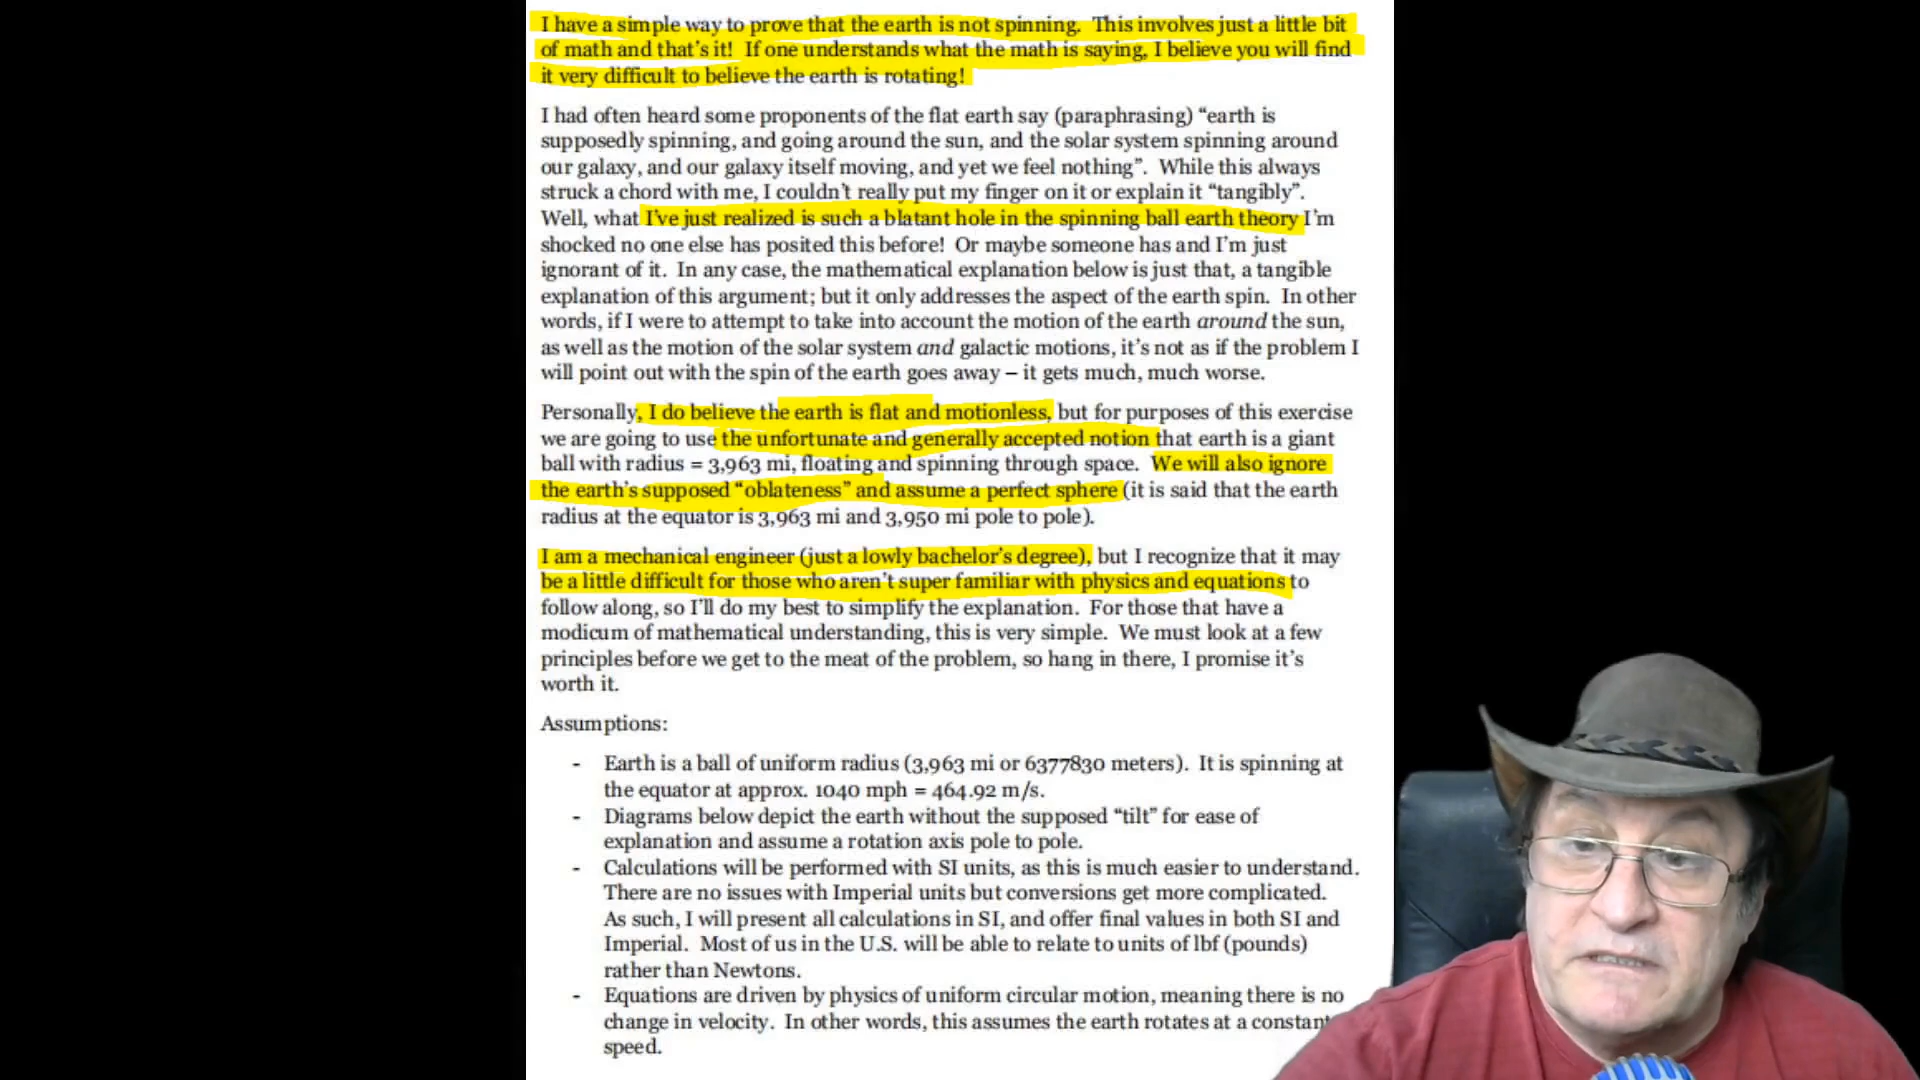 I have a simple way to prove that the earth is not spinning.  This involves just a little bit
of math and that's it!  If one understands what the math is saying, I believe you will find
it very difficult to believe the earth is rotating!
I had often heard some proponents of the flat earth say (paraphrasing) “earth is
supposedly spinning, and going around the sun, and the solar system spinning around
our galaxy, and our galaxy itself moving, and yet we feel nothing”.  While this always
struck a chord with me, I couldn't really put my finger on it or explain it “tangibly”.
Well, what I've just realized is such a blatant hole in the spinning ball earth theory I'm
shocked no one else has posited this before!  Or maybe someone has and I'm just
ignorant of it.  In any case, the mathematical explanation below is just that, a tangible
explanation of this argument; but it only addresses the aspect of the earth spin.  In other
words, if I were to attempt to take into account the motion of the earth around the sun,
as well as the motion of the solar system and galactic motions, it's not as if the problem I
will point out with the spin of the earth goes away – it gets much, much worse.
Personally, I do believe the earth is flat and motionless, but for purposes of this exercise
we are going to use the unfortunate and generally accepted notion that earth is a giant
ball with radius = 3,963 mi, floating and spinning through space.  We will also ignore
the earth's supposed “oblateness” and assume a perfect sphere (it is said that the earth
radius at the equator is 3,963 mi and 3,950 mi pole to pole).
I am a mechanical engineer (just a lowly bachelor's degree), but I recognize that it may
be a little difficult for those who aren't super familiar with physics and equations to
follow along, so I'll do my best to simplify the explanation.  For those that have a
modicum of mathematical understanding, this is very simple.  We must look at a few
principles before we get to the meat of the problem, so hang in there, I promise it's
worth it.
Assumptions:
- Earth is a ball of uniform radius (3,963 mi or 6377830 meters).  It is spinning at
the equator at approx. 1040 mph = 464.92 m/s.
- Diagrams below depict the earth without the supposed “tilt” for ease of
explanation and assume a rotation axis pole to pole.
- Calculations will be performed with SI units, as this is much easier to understand.
There are no issues with Imperial units but conversions get more complicated.
As such, I will present all calculations in SI, and offer final values in both SI and
Imperial.  Most of us in the U.S. will be able to relate to units of lbf (pounds)
rather than Newtons.
- Equations are driven by physics of uniform circular motion, meaning there is no
change in velocity.  In other words, this assumes the earth rotates at a constant
speed.